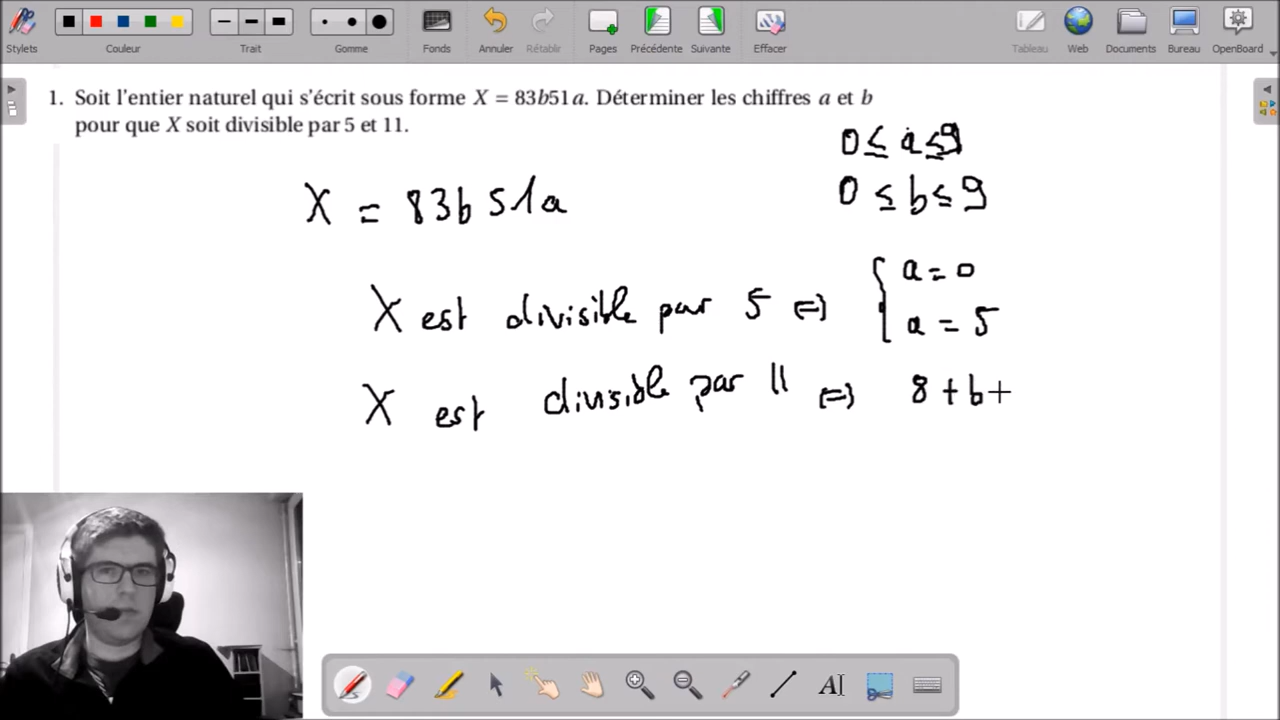 Stylets Couleur Trait Gomme Fonds Annuler Rétablir Pages Précédente Suivante Effacer Tableau Web Documents Bureau OpenBoard
1. Soit l'entier naturel qui s'écrit sous forme X = 83b51a. Déterminer les chiffres a et b
pour que X soit divisible par 5 et 11.
0 ≤ a ≤ 9
X = 83b51a
0 ≤ b ≤ 9
a = 0
X est divisible par 5 ⇔
a = 5
X est divisible par 11 ⇔ 8 + b +
AI